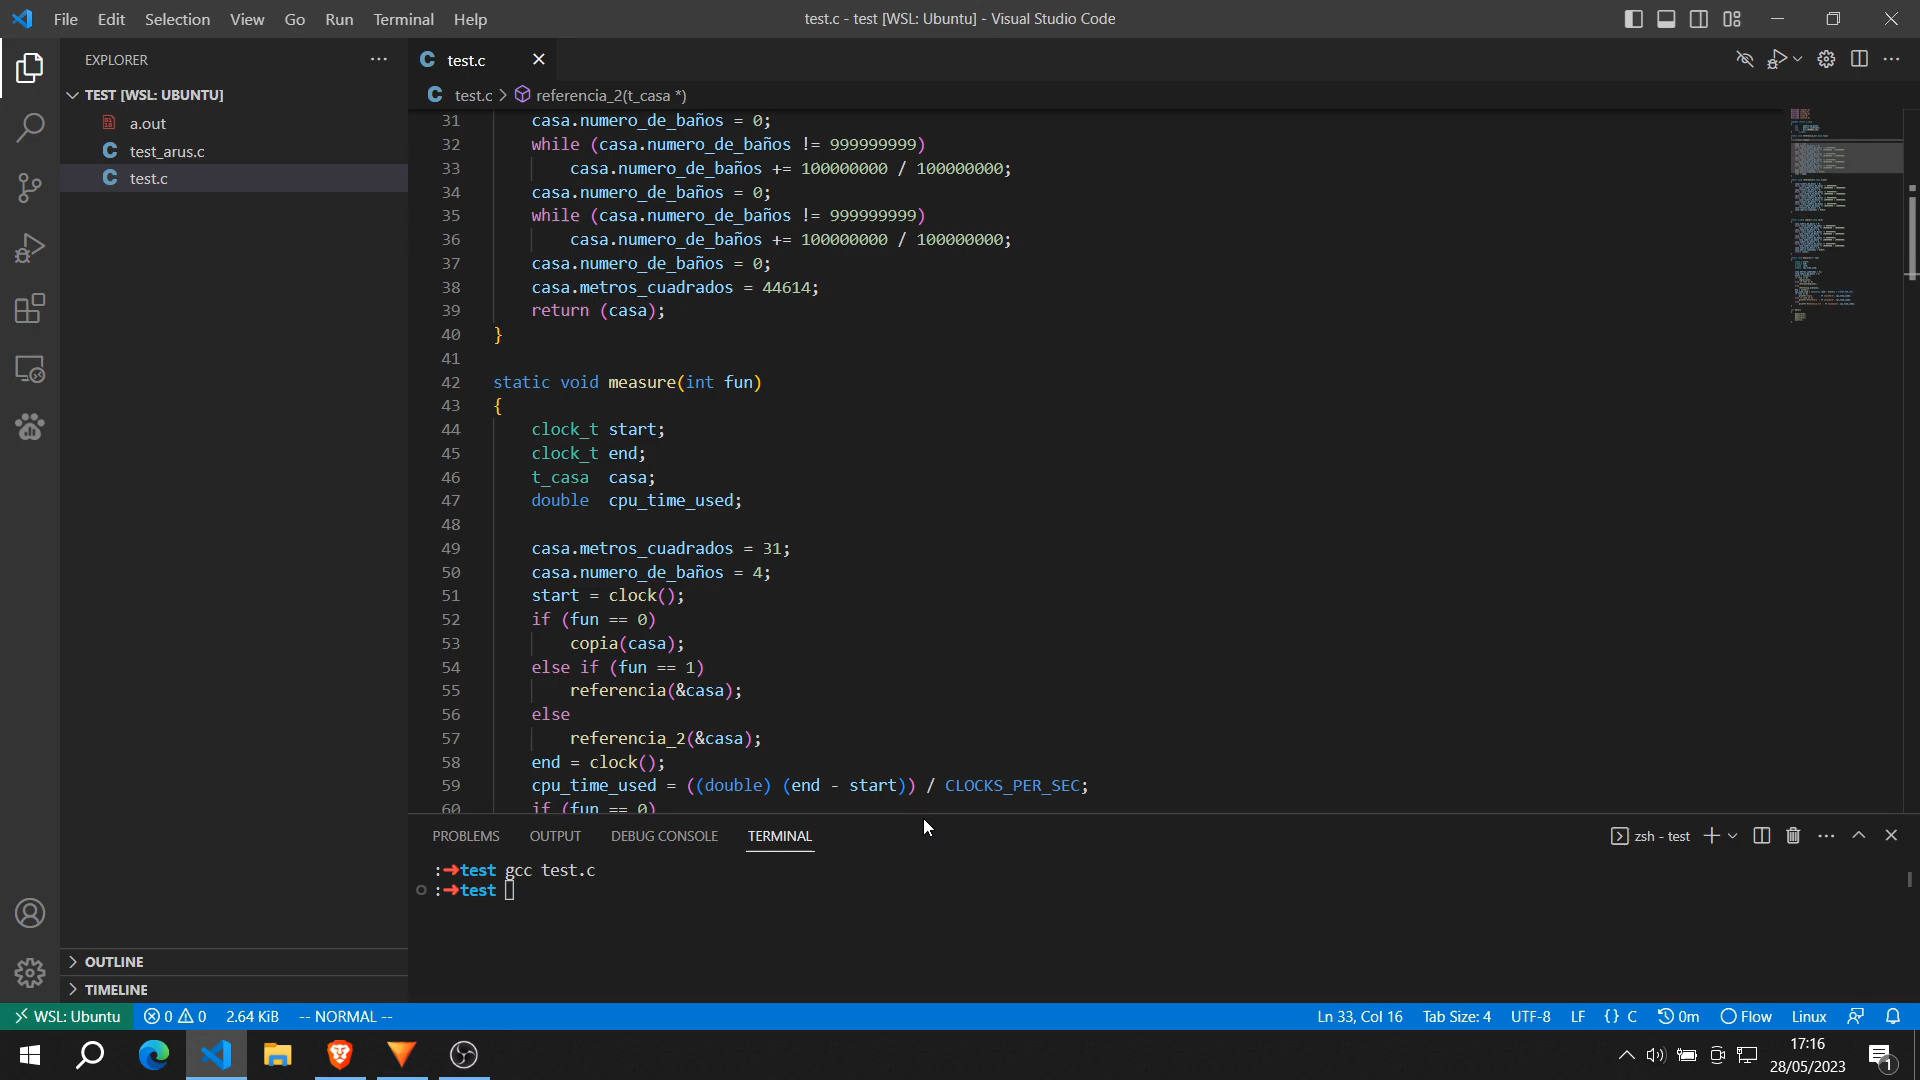 File Edit Selection View Go Run Terminal Help
test.c - test [WSL: Ubuntu] - Visual Studio Code
EXPLORER
TEST [WSL: UBUNTU]
a.out
C test_arus.c
C test.c
OUTLINE
TIMELINE
C test.c
C test.c > referencia_2(t_casa *)
31 casa.numero_de_baños = 0;
32 while (casa.numero_de_baños != 999999999)
33 casa.numero_de_baños += 100000000 / 100000000;
34 casa.numero_de_baños = 0;
35 while (casa.numero_de_baños != 999999999)
36 casa.numero_de_baños += 100000000 / 100000000;
37 casa.numero_de_baños = 0;
38 casa.metros_cuadrados = 44614;
39 return (casa);
40 }
41
42 static void measure(int fun)
43 {
44 clock_t start;
45 clock_t end;
46 t_casa casa;
47 double cpu_time_used;
48
49 casa.metros_cuadrados = 31;
50 casa.numero_de_baños = 4;
51 start = clock();
52 if (fun == 0)
53 copia(casa);
54 else if (fun == 1)
55 referencia(&casa);
56 else
57 referencia_2(&casa);
58 end = clock();
59 cpu_time_used = ((double) (end - start)) / CLOCKS_PER_SEC;
60 if (fun == 0)
PROBLEMS OUTPUT DEBUG CONSOLE TERMINAL
zsh - test
:➜test gcc test.c
:➜test
WSL: Ubuntu 0 0 2.64 KiB -- NORMAL --
Ln 33, Col 16 Tab Size: 4 UTF-8 LF {} C 0m Flow Linux
17:16
28/05/2023
1